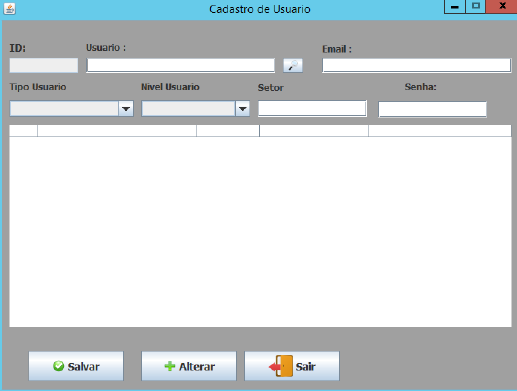 Cadastro de Usuario
ID:
Usuario :
Email :
Tipo Usuario
Nivel Usuario
Setor
Senha:
Salvar
Alterar
Sair